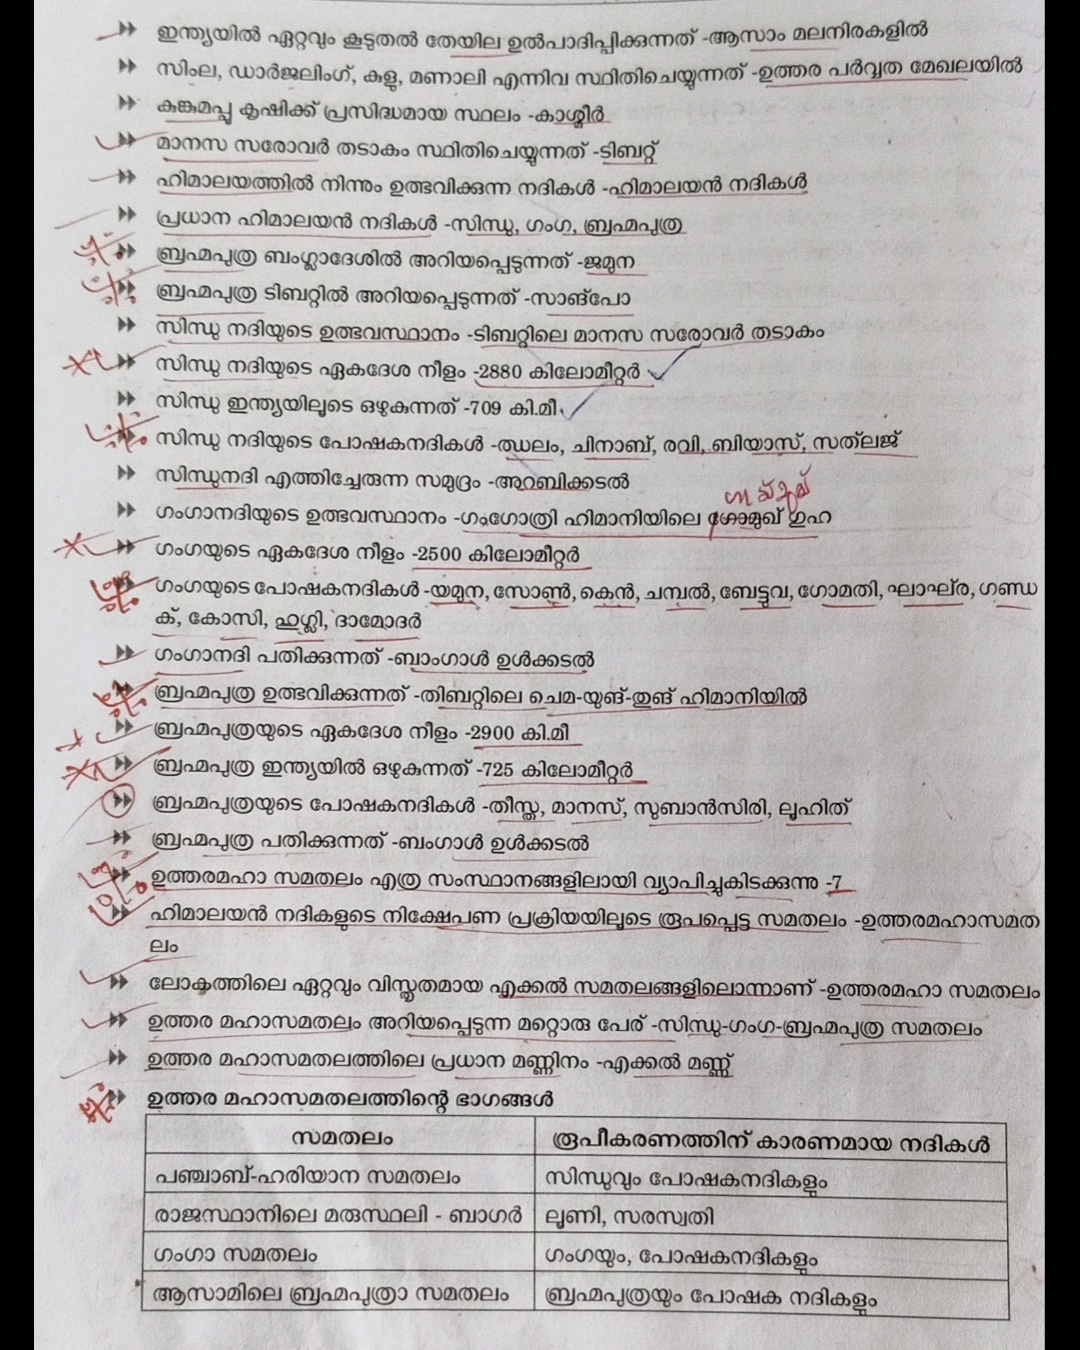 ഇന്ത്യയിൽ ഏറ്റവും കൂടുതൽ തേയില ഉൽപാദിപ്പിക്കുന്നത് -ആസാം മലനിരകളിൽ
സിംല, ഡാർജലിംഗ്, കുളു, മണാലി എന്നിവ സ്ഥിതിചെയ്യുന്നത് -ഉത്തര പർവ്വത മേഖലയിൽ
കുങ്കുമപ്പൂ കൃഷിക്ക് പ്രസിദ്ധമായ സ്ഥലം -കാശ്മീർ
മാനസ സരോവർ തടാകം സ്ഥിതിചെയ്യുന്നത് -ടിബറ്റ്
ഹിമാലയത്തിൽ നിന്നും ഉത്ഭവിക്കുന്ന നദികൾ -ഹിമാലയൻ നദികൾ
പ്രധാന ഹിമാലയൻ നദികൾ -സിന്ധു, ഗംഗ, ബ്രഹ്മപുത്ര
ബ്രഹ്മപുത്ര ബംഗ്ലാദേശിൽ അറിയപ്പെടുന്നത് -ജമുന
ബ്രഹ്മപുത്ര ടിബറ്റിൽ അറിയപ്പെടുന്നത് -സാങ്പോ
സിന്ധു നദിയുടെ ഉത്ഭവസ്ഥാനം -ടിബറ്റിലെ മാനസ സരോവർ തടാകം
സിന്ധു നദിയുടെ ഏകദേശ നീളം -2880 കിലോമീറ്റർ
സിന്ധു ഇന്ത്യയിലൂടെ ഒഴുകുന്നത് -709 കി.മീ
സിന്ധു നദിയുടെ പോഷകനദികൾ -ഝലം, ചിനാബ്, രവി, ബിയാസ്, സത്‌ലജ്
സിന്ധുനദി എത്തിച്ചേരുന്ന സമുദ്രം -അറബിക്കടൽ
ഗംഗാനദിയുടെ ഉത്ഭവസ്ഥാനം -ഗംഗോത്രി ഹിമാനിയിലെ ഗോമുഖ് ഗുഹ
ഗംഗയുടെ ഏകദേശ നീളം -2500 കിലോമീറ്റർ
ഗംഗയുടെ പോഷകനദികൾ -യമുന, സോൺ, കെൻ, ചമ്പൽ, ബേട്ടുവ, ഗോമതി, ഘാഘ്ര, ഗണ്ഡ
ക്, കോസി, ഹുഗ്ലി, ദാമോദർ
ഗംഗാനദി പതിക്കുന്നത് -ബാംഗാൾ ഉൾക്കടൽ
ബ്രഹ്മപുത്ര ഉത്ഭവിക്കുന്നത് -തിബറ്റിലെ ചെമ-യുങ്-തുങ് ഹിമാനിയിൽ
ബ്രഹ്മപുത്രയുടെ ഏകദേശ നീളം -2900 കി.മീ
ബ്രഹ്മപുത്ര ഇന്ത്യയിൽ ഒഴുകുന്നത് -725 കിലോമീറ്റർ
ബ്രഹ്മപുത്രയുടെ പോഷകനദികൾ -തീസ്ത, മാനസ്, സുബാൻസിരി, ലൂഹിത്
ബ്രഹ്മപുത്ര പതിക്കുന്നത് -ബംഗാൾ ഉൾക്കടൽ
ഉത്തരമഹാ സമതലം എത്ര സംസ്ഥാനങ്ങളിലായി വ്യാപിച്ചുകിടക്കുന്നു -7
ഹിമാലയൻ നദികളുടെ നിക്ഷേപണ പ്രക്രിയയിലൂടെ രൂപപ്പെട്ട സമതലം -ഉത്തരമഹാസമത
ലം
ലോകത്തിലെ ഏറ്റവും വിസ്തൃതമായ എക്കൽ സമതലങ്ങളിലൊന്നാണ് -ഉത്തരമഹാ സമതലം
ഉത്തര മഹാസമതലം അറിയപ്പെടുന്ന മറ്റൊരു പേര് -സിന്ധു-ഗംഗ-ബ്രഹ്മപുത്ര സമതലം
ഉത്തര മഹാസമതലത്തിലെ പ്രധാന മണ്ണിനം -എക്കൽ മണ്ണ്
ഉത്തര മഹാസമതലത്തിന്റെ ഭാഗങ്ങൾ
സമതലം രൂപീകരണത്തിന് കാരണമായ നദികൾ
പഞ്ചാബ്-ഹരിയാന സമതലം സിന്ധുവും പോഷകനദികളും
രാജസ്ഥാനിലെ മരുസ്ഥലി - ബാഗർ ലൂണി, സരസ്വതി
ഗംഗാ സമതലം ഗംഗയും, പോഷകനദികളും
ആസാമിലെ ബ്രഹ്മപുത്രാ സമതലം ബ്രഹ്മപുത്രയും പോഷക നദികളും